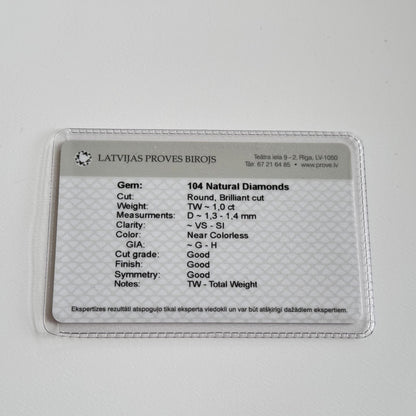 LATVIJAS PROVES BIROJS
Teātra iela 9 - 2, Rīga, LV-1050
Tālr. 67 21 64 85 • www.prove.lv
Gem: 104 Natural Diamonds
Cut: Round, Brilliant cut
Weight: TW ~ 1,0 ct
Measurments: D ~ 1,3 - 1,4 mm
Clarity: ~ VS - SI
Color: Near Colorless
GIA: ~ G - H
Cut grade: Good
Finish: Good
Symmetry: Good
Notes: TW - Total Weight
Ekspertīzes rezultāti atspoguļo tikai eksperta viedokli un var būt atšķirīgi dažādiem ekspertiem.